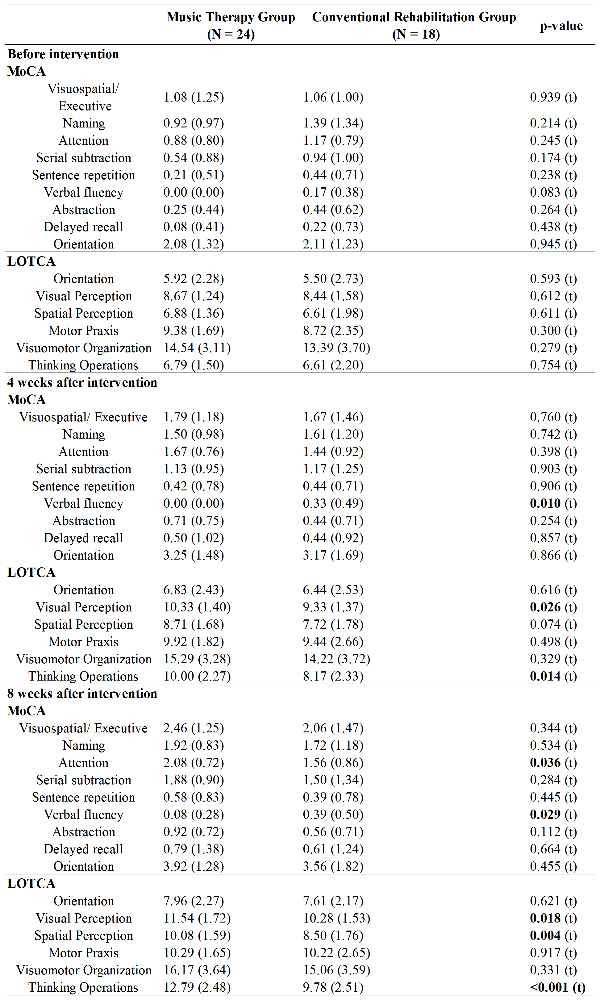 Music Therapy Group (N = 24) Conventional Rehabilitation Group (N = 18) p-value
Before intervention
MoCA
Visuospatial/ Executive 1.08 (1.25) 1.06 (1.00) 0.939 (t)
Naming 0.92 (0.97) 1.39 (1.34) 0.214 (t)
Attention 0.88 (0.80) 1.17 (0.79) 0.245 (t)
Serial subtraction 0.54 (0.88) 0.94 (1.00) 0.174 (t)
Sentence repetition 0.21 (0.51) 0.44 (0.71) 0.238 (t)
Verbal fluency 0.00 (0.00) 0.17 (0.38) 0.083 (t)
Abstraction 0.25 (0.44) 0.44 (0.62) 0.264 (t)
Delayed recall 0.08 (0.41) 0.22 (0.73) 0.438 (t)
Orientation 2.08 (1.32) 2.11 (1.23) 0.945 (t)
LOTCA
Orientation 5.92 (2.28) 5.50 (2.73) 0.593 (t)
Visual Perception 8.67 (1.24) 8.44 (1.58) 0.612 (t)
Spatial Perception 6.88 (1.36) 6.61 (1.98) 0.611 (t)
Motor Praxis 9.38 (1.69) 8.72 (2.35) 0.300 (t)
Visuomotor Organization 14.54 (3.11) 13.39 (3.70) 0.279 (t)
Thinking Operations 6.79 (1.50) 6.61 (2.20) 0.754 (t)
4 weeks after intervention
MoCA
Visuospatial/ Executive 1.79 (1.18) 1.67 (1.46) 0.760 (t)
Naming 1.50 (0.98) 1.61 (1.20) 0.742 (t)
Attention 1.67 (0.76) 1.44 (0.92) 0.398 (t)
Serial subtraction 1.13 (0.95) 1.17 (1.25) 0.903 (t)
Sentence repetition 0.42 (0.78) 0.44 (0.71) 0.906 (t)
Verbal fluency 0.00 (0.00) 0.33 (0.49) 0.010 (t)
Abstraction 0.71 (0.75) 0.44 (0.71) 0.254 (t)
Delayed recall 0.50 (1.02) 0.44 (0.92) 0.857 (t)
Orientation 3.25 (1.48) 3.17 (1.69) 0.866 (t)
LOTCA
Orientation 6.83 (2.43) 6.44 (2.53) 0.616 (t)
Visual Perception 10.33 (1.40) 9.33 (1.37) 0.026 (t)
Spatial Perception 8.71 (1.68) 7.72 (1.78) 0.074 (t)
Motor Praxis 9.92 (1.82) 9.44 (2.66) 0.498 (t)
Visuomotor Organization 15.29 (3.28) 14.22 (3.72) 0.329 (t)
Thinking Operations 10.00 (2.27) 8.17 (2.33) 0.014 (t)
8 weeks after intervention
MoCA
Visuospatial/ Executive 2.46 (1.25) 2.06 (1.47) 0.344 (t)
Naming 1.92 (0.83) 1.72 (1.18) 0.534 (t)
Attention 2.08 (0.72) 1.56 (0.86) 0.036 (t)
Serial subtraction 1.88 (0.90) 1.50 (1.34) 0.284 (t)
Sentence repetition 0.58 (0.83) 0.39 (0.78) 0.445 (t)
Verbal fluency 0.08 (0.28) 0.39 (0.50) 0.029 (t)
Abstraction 0.92 (0.72) 0.56 (0.71) 0.112 (t)
Delayed recall 0.79 (1.38) 0.61 (1.24) 0.664 (t)
Orientation 3.92 (1.28) 3.56 (1.82) 0.455 (t)
LOTCA
Orientation 7.96 (2.27) 7.61 (2.17) 0.621 (t)
Visual Perception 11.54 (1.72) 10.28 (1.53) 0.018 (t)
Spatial Perception 10.08 (1.59) 8.50 (1.76) 0.004 (t)
Motor Praxis 10.29 (1.65) 10.22 (2.65) 0.917 (t)
Visuomotor Organization 16.17 (3.64) 15.06 (3.59) 0.331 (t)
Thinking Operations 12.79 (2.48) 9.78 (2.51) <0.001 (t)